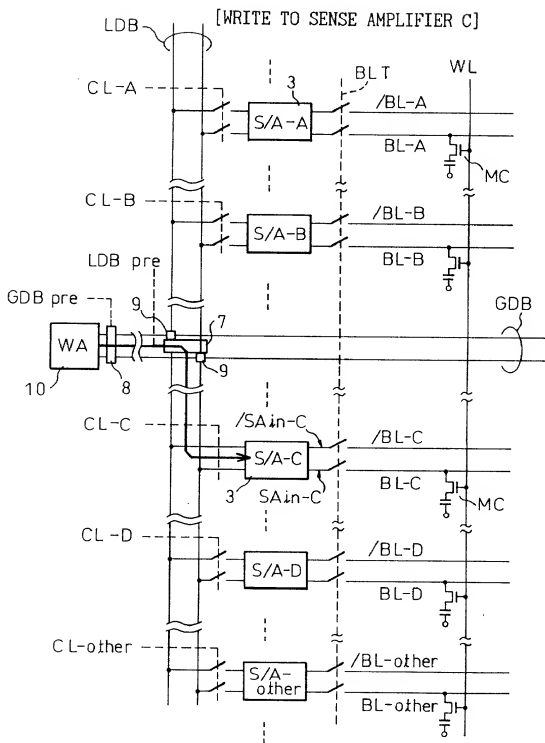 [WRITE TO SENSE AMPLIFIER C]
LDB
CL-A
3
BLT
WL
S/A-A
/BL-A
BL-A
MC
CL-B
S/A-B
/BL-B
BL-B
LDB pre
GDB pre
9
7
GDB
WA
10
8
9
CL-C
/SAin-C
/BL-C
S/A-C
BL-C
3
SAin-C
MC
CL-D
S/A-D
/BL-D
BL-D
CL-other
S/A-
other
/BL-other
BL-other